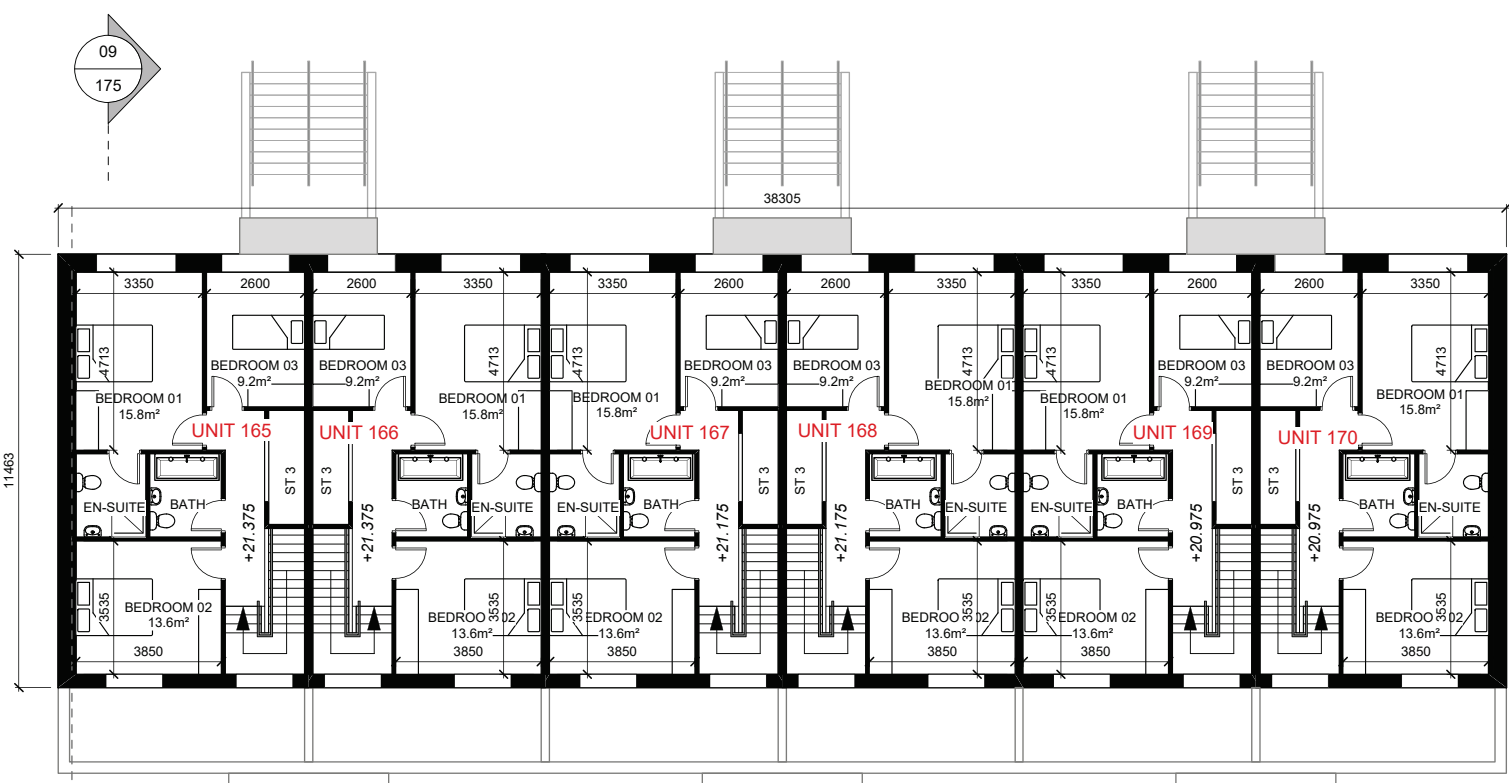 09
175
38305
11463
3350 2600 2600 3350 3350 2600 2600 3350 3350 2600 2600 3350
4713 4713 4713 4713 4713 4713
BEDROOM 03 BEDROOM 03 BEDROOM 03 BEDROOM 03 BEDROOM 03 BEDROOM 03
9.2m² 9.2m² 9.2m² 9.2m² 9.2m² 9.2m²
BEDROOM 01 BEDROOM 01 BEDROOM 01 BEDROOM 01 BEDROOM 01 BEDROOM 01
15.8m² 15.8m² 15.8m² 15.8m² 15.8m² 15.8m²
UNIT 165 UNIT 166 UNIT 167 UNIT 168 UNIT 169 UNIT 170
ST 3 ST 3 ST 3 ST 3 ST 3 ST 3
EN-SUITE BATH BATH EN-SUITE EN-SUITE BATH BATH EN-SUITE EN-SUITE BATH BATH EN-SUITE
+21.375 +21.375 +21.175 +21.175 +20.975 +20.975
3535 3535 3535 3535 3535 3535
BEDROOM 02 BEDROOM 02 BEDROOM 02 BEDROOM 02 BEDROOM 02 BEDROOM 02
13.6m² 13.6m² 13.6m² 13.6m² 13.6m² 13.6m²
3850 3850 3850 3850 3850 3850